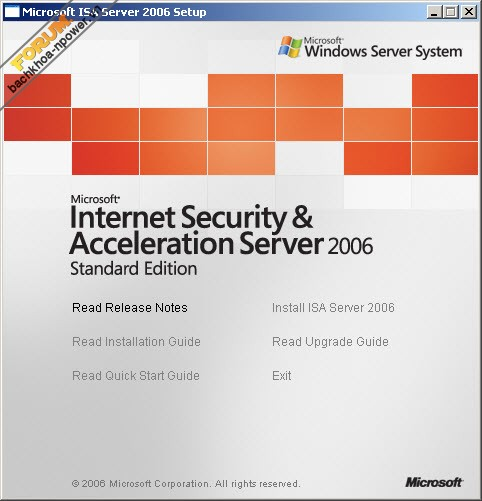 Microsoft ISA Server 2006 Setup
FORUM
bachkhoa-npower.vn
Microsoft®
Windows Server System
Microsoft®
Internet Security &
Acceleration Server 2006
Standard Edition
Read Release Notes
Install ISA Server 2006
Read Installation Guide
Read Upgrade Guide
Read Quick Start Guide
Exit
© 2006 Microsoft Corporation. All rights reserved.
Microsoft®